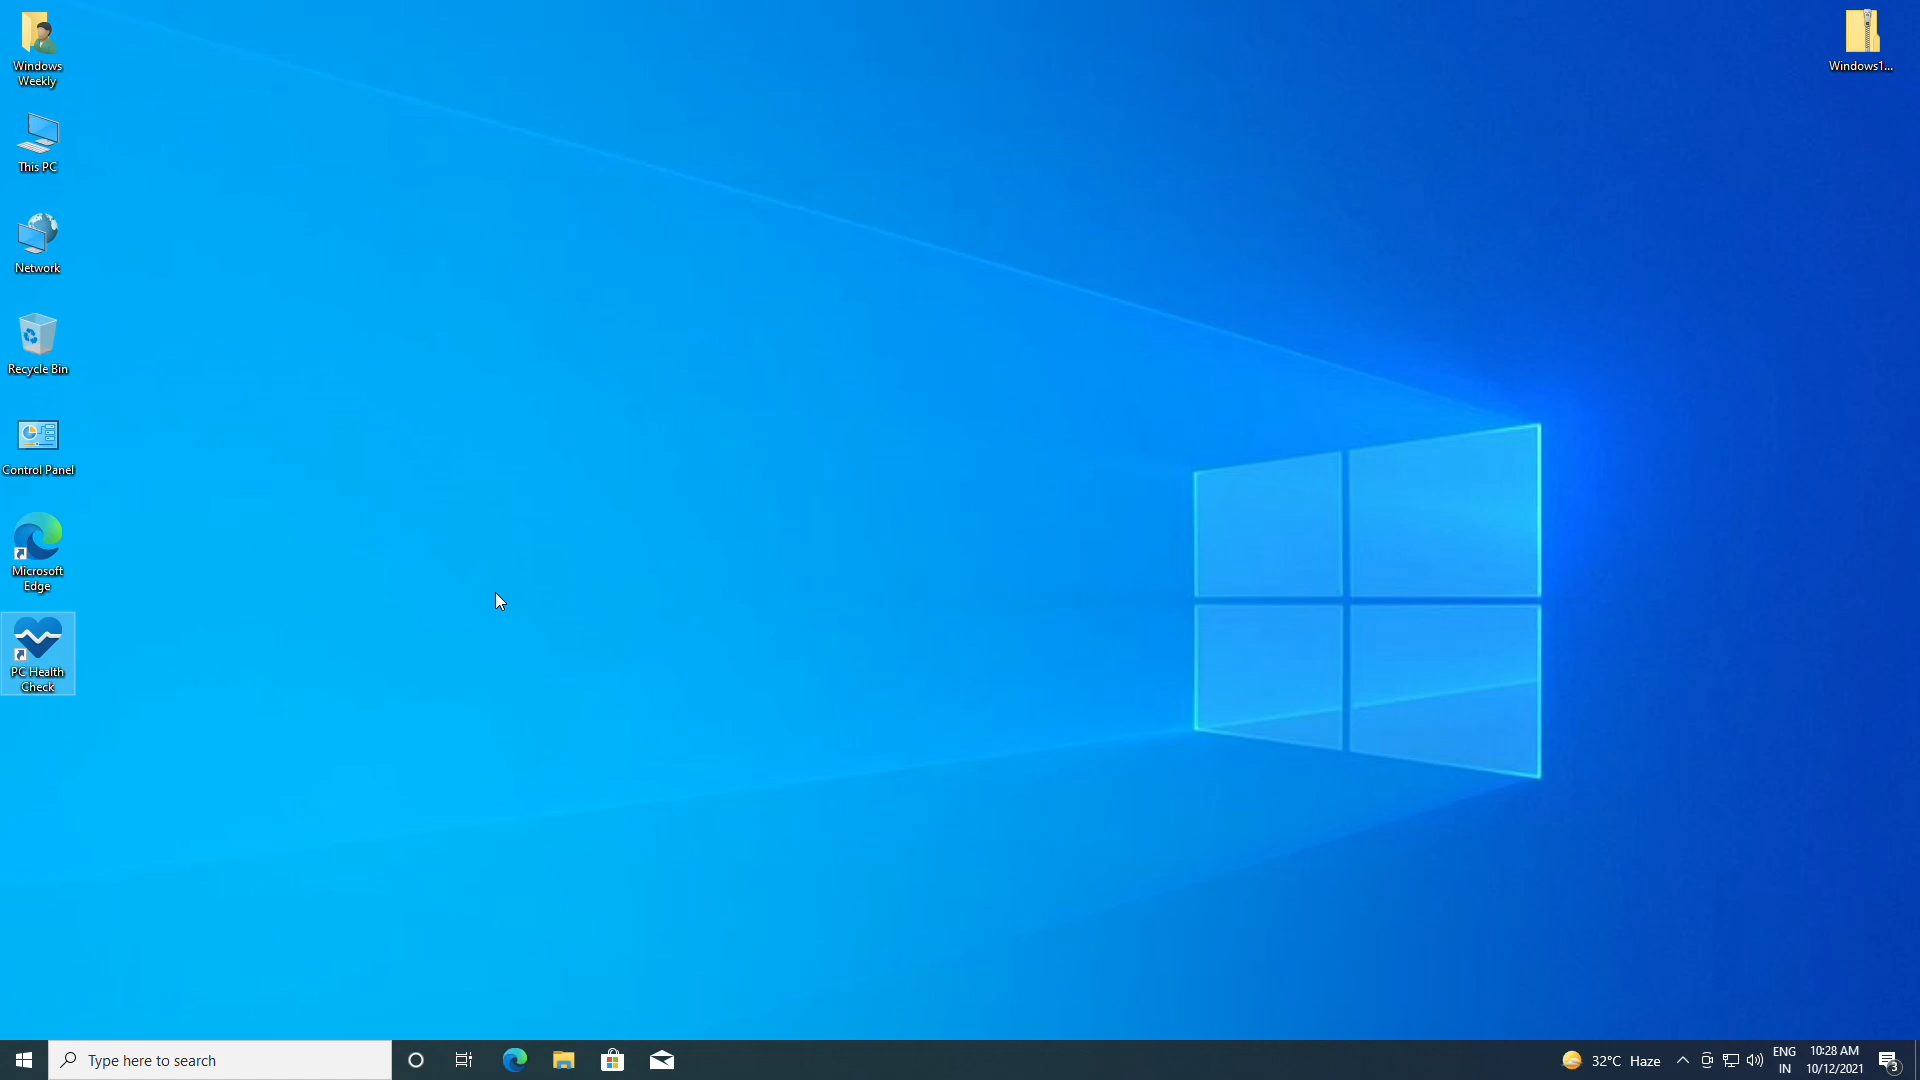 Windows
Weekly
This PC
Network
Recycle Bin
Control Panel
Microsoft
Edge
PC Health
Check
Windows1...
Type here to search
32°C Haze
ENG
IN
10:28 AM
10/12/2021
3